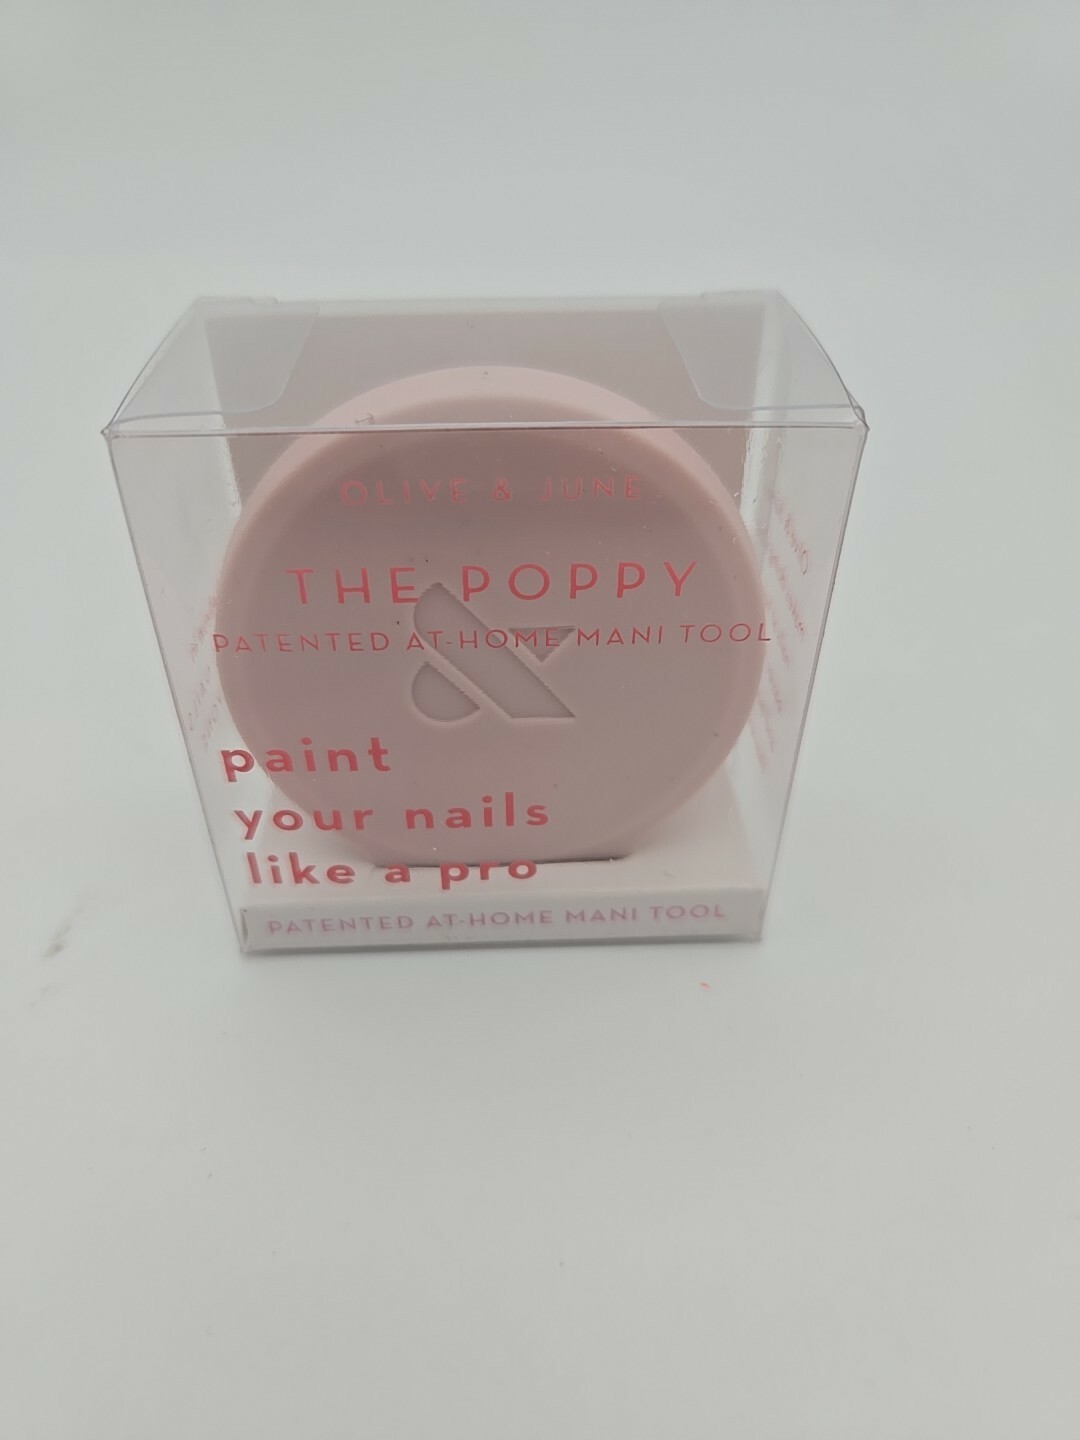 OLIVE & JUNE
THE POPPY
PATENTED AT-HOME MANI TOOL
&
paint
your nails
like a pro
PATENTED AT-HOME MANI TOOL